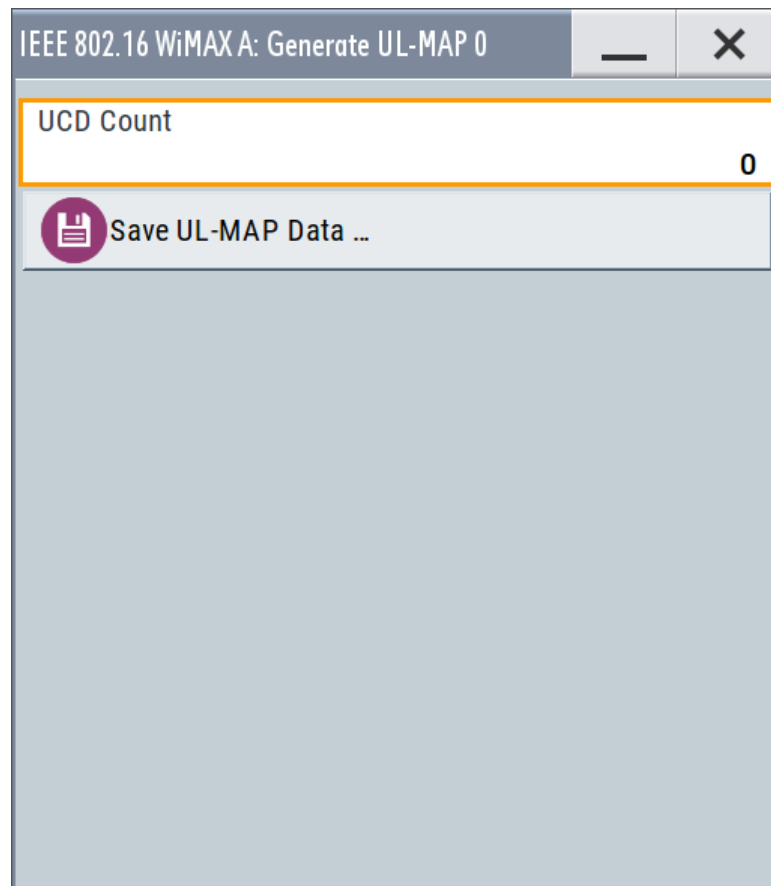 IEEE 802.16 WiMAX A: Generate UL-MAP 0
UCD Count
0
Save UL-MAP Data ...